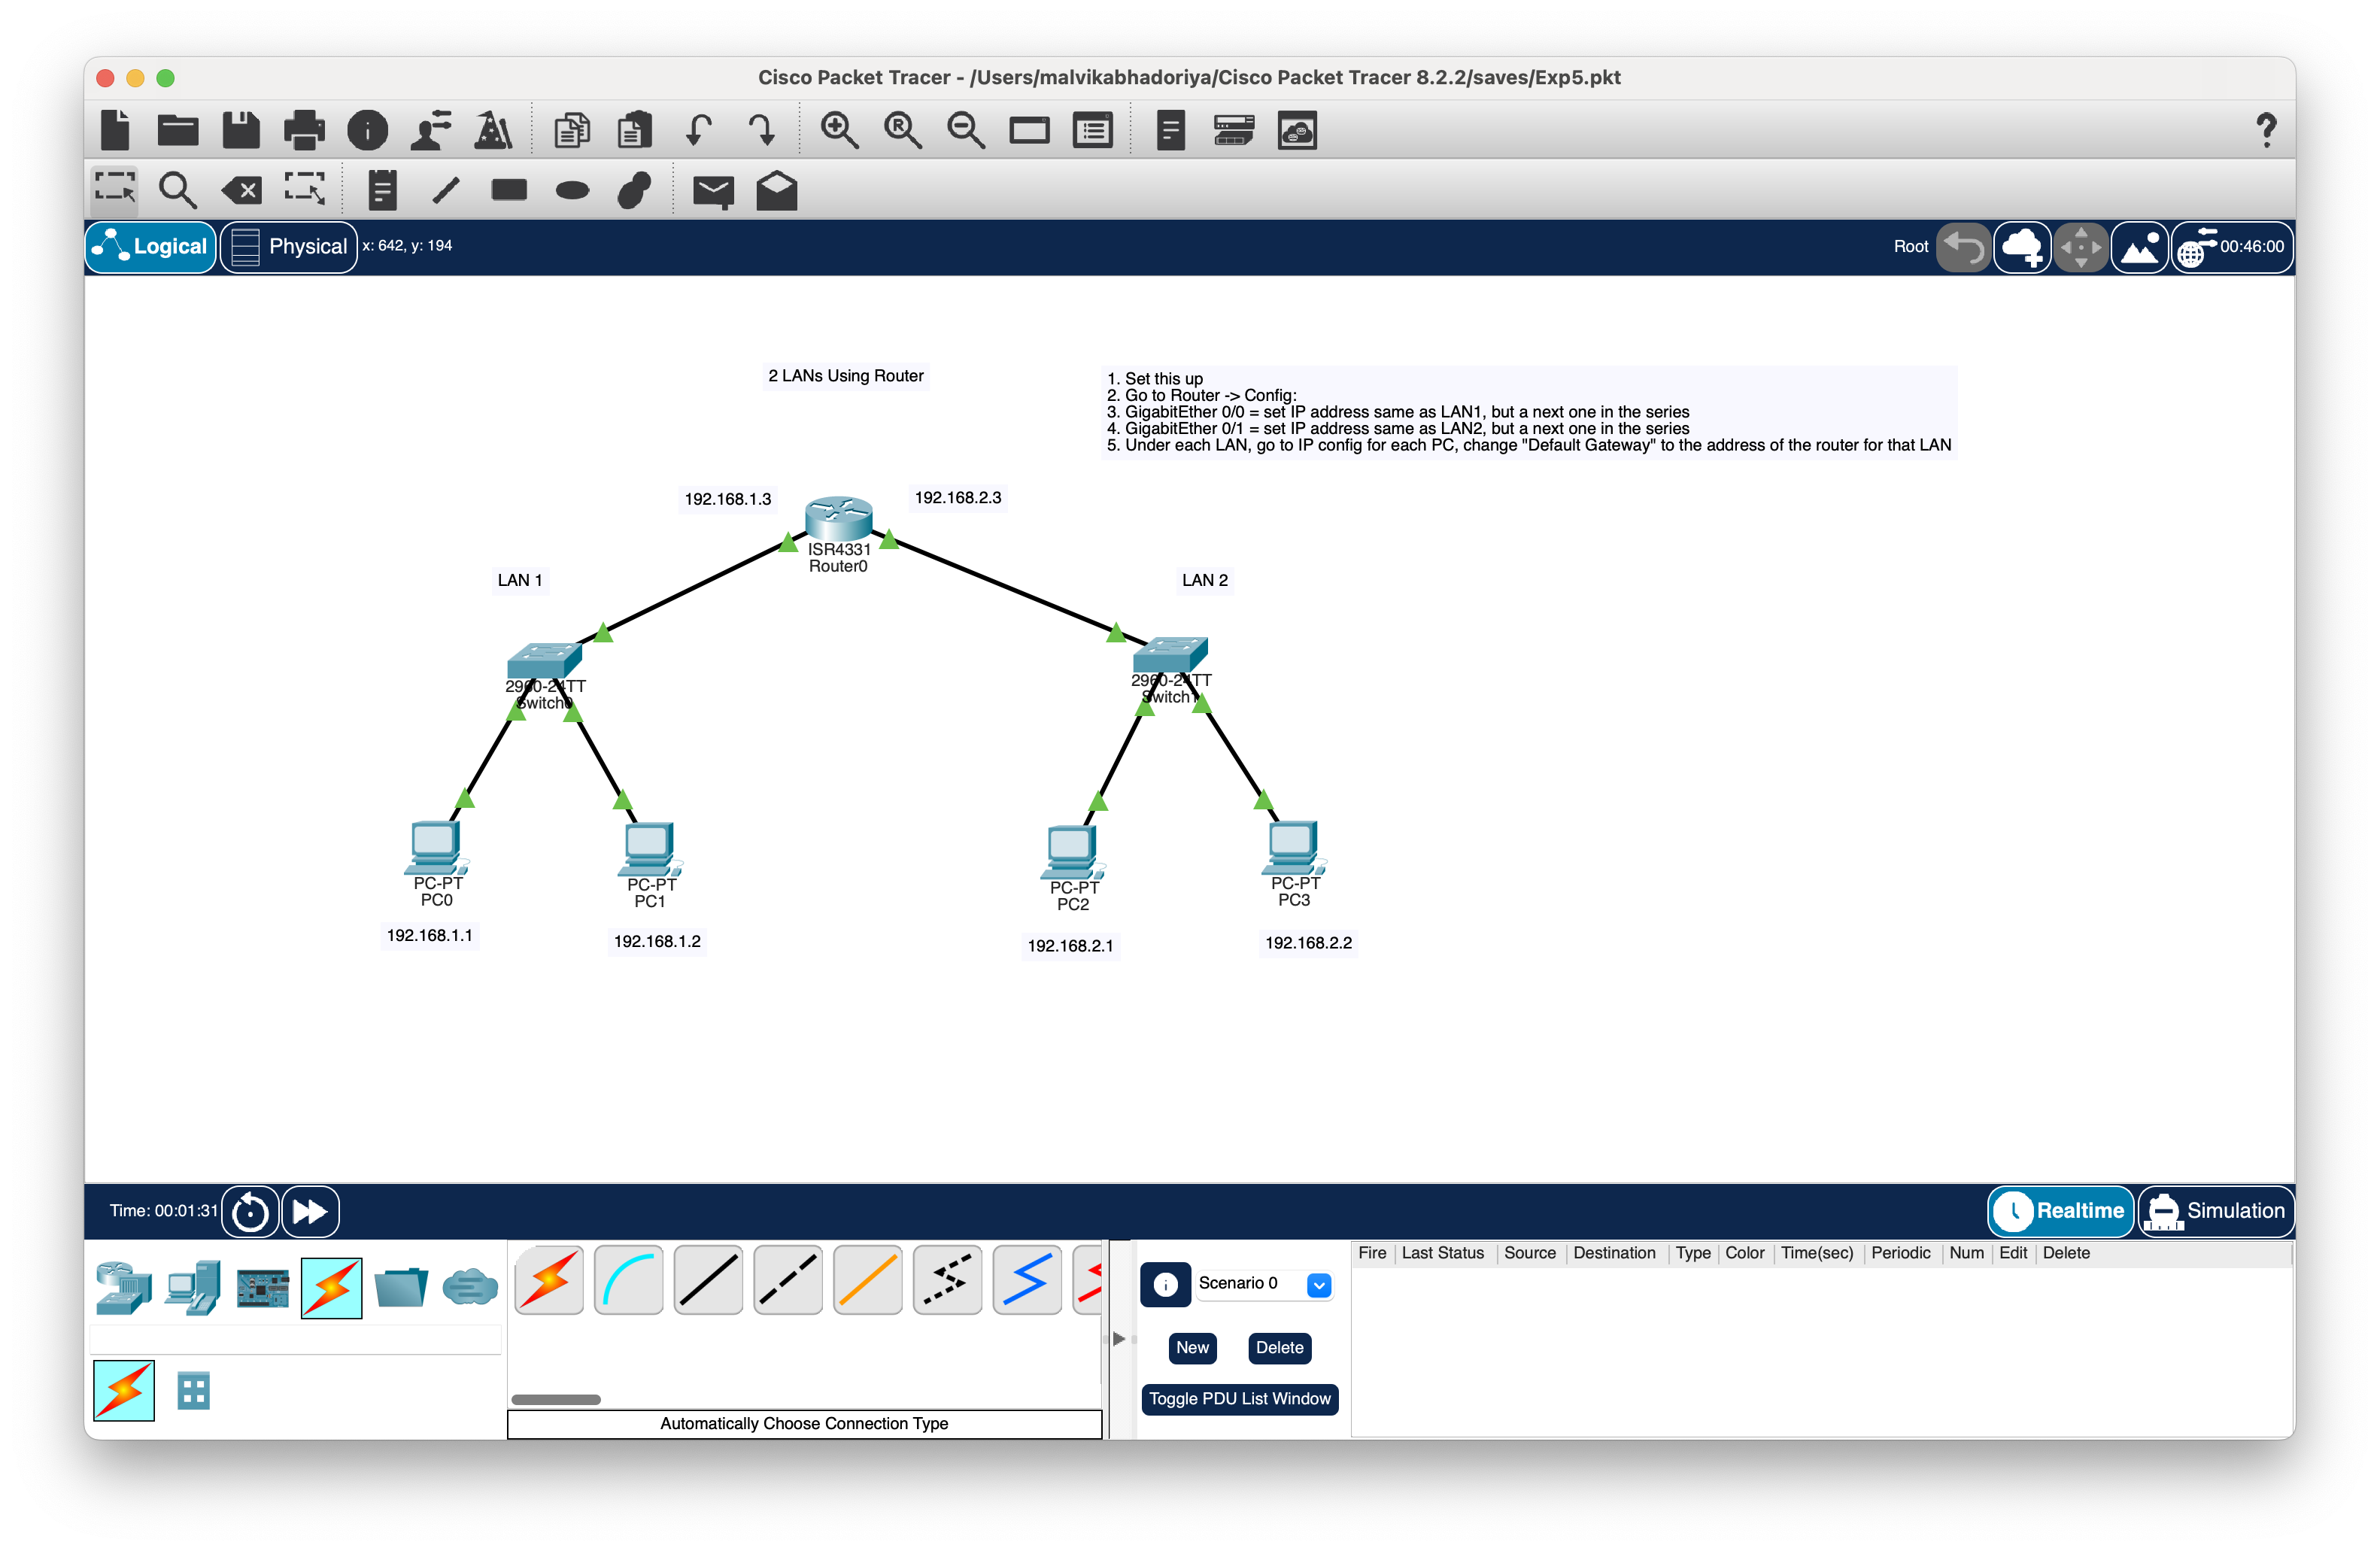 Cisco Packet Tracer - /Users/malvikabhadoriya/Cisco Packet Tracer 8.2.2/saves/Exp5.pkt
Logical
Physical
x: 642, y: 194
Root
00:46:00
2 LANs Using Router
1. Set this up
2. Go to Router -> Config:
3. GigabitEther 0/0 = set IP address same as LAN1, but a next one in the series
4. GigabitEther 0/1 = set IP address same as LAN2, but a next one in the series
5. Under each LAN, go to IP config for each PC, change "Default Gateway" to the address of the router for that LAN
192.168.1.3
192.168.2.3
ISR4331
Router0
LAN 1
LAN 2
2960-24TT
Switch0
2960-24TT
Switch1
PC-PT
PC0
PC-PT
PC1
PC-PT
PC2
PC-PT
PC3
192.168.1.1
192.168.1.2
192.168.2.1
192.168.2.2
Time: 00:01:31
Realtime
Simulation
Scenario 0
New
Delete
Toggle PDU List Window
Fire Last Status Source Destination Type Color Time(sec) Periodic Num Edit Delete
Automatically Choose Connection Type